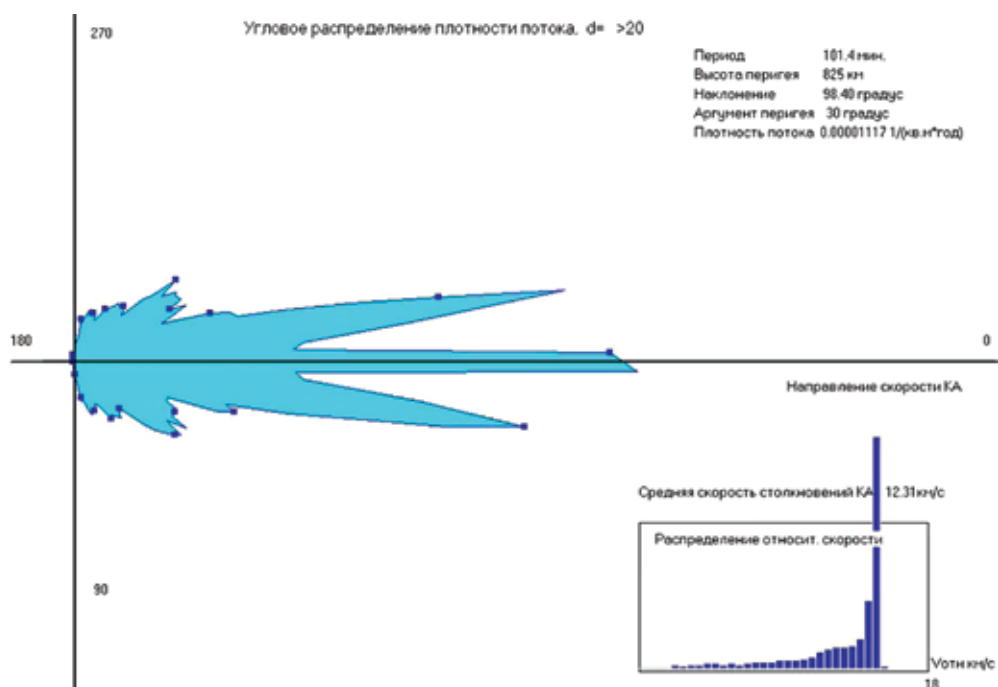 270
Угловое распределение плотности потока, d= >20
Период 101.4 мин.
Высота перигея 825 км
Наклонение 98.40 градус
Аргумент перигея 30 градус
Плотность потока 0.00001117 1/(кв.м*год)
180
0
Направление скорости КА
Средняя скорость столкновений КА 12.31км/с
Распределение относит. скорости
90
Vотн км/с
18